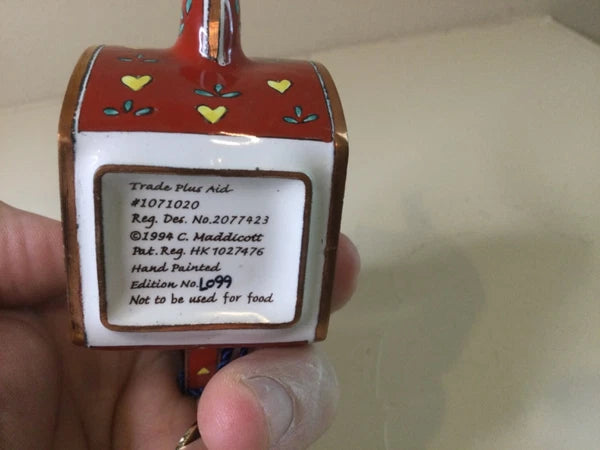 Trade Plus Aid
#1071020
Reg. Des. No.2077423
©1994 C. Maddicott
Pat. Reg. HK 1027476
Hand Painted
Edition No.L099
Not to be used for food